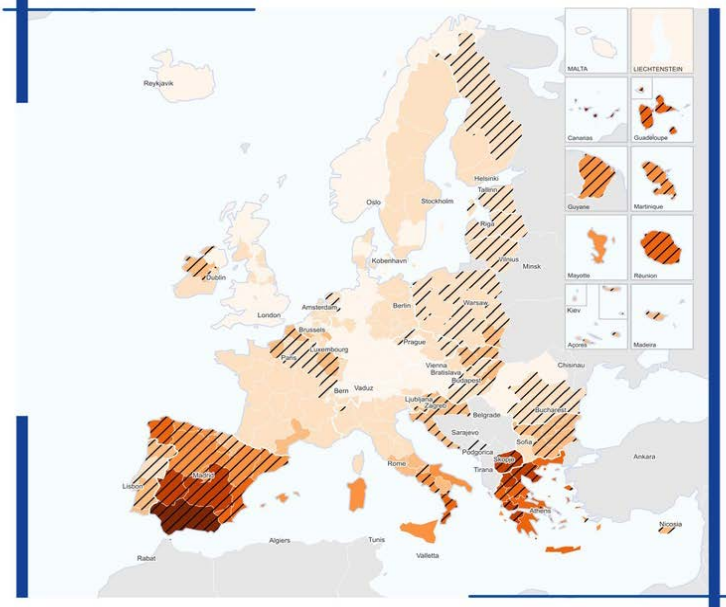 Reykjavik
MALTA
LIECHTENSTEIN
Canarias
Guadeloupe
Guyane
Martinique
Mayotte
Réunion
Kiev
Açores
Madeira
Helsinki
Tallinn
Oslo
Stockholm
Riga
Vilnius
Minsk
Kobenhavn
Dublin
London
Amsterdam
Berlin
Warsaw
Brussels
Luxembourg
Paris
Prague
Vienna
Bratislava
Budapest
Chisinau
Bern
Vaduz
Ljubljana
Zagreb
Belgrade
Bucharest
Sarajevo
Sofia
Podgorica
Skopje
Tirana
Rome
Ankara
Madrid
Lisbon
Athens
Nicosia
Algiers
Tunis
Valletta
Rabat